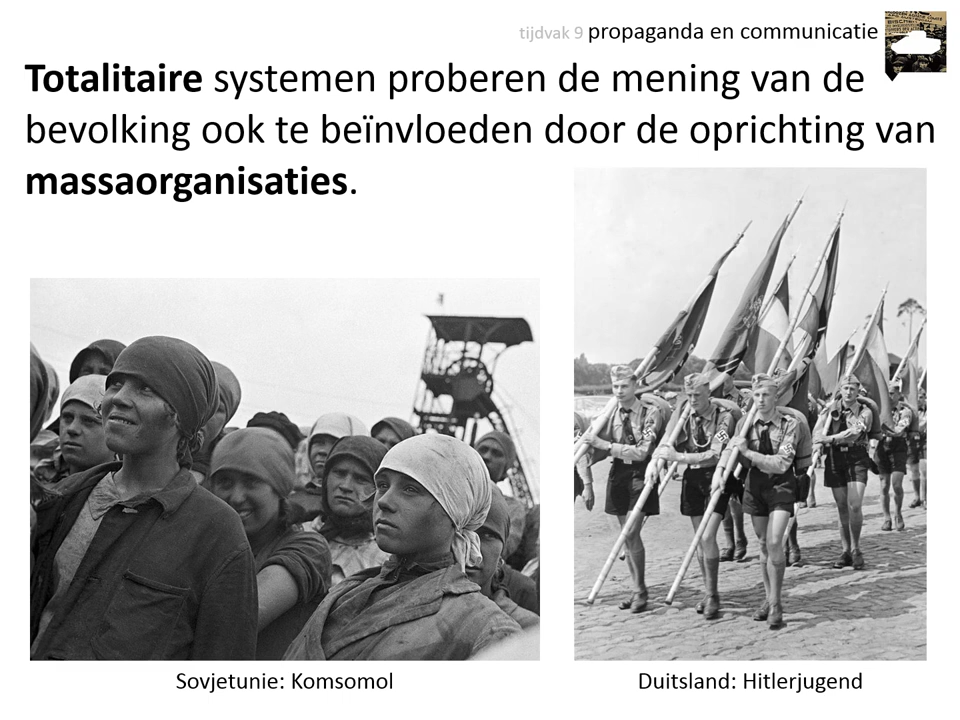 tijdvak 9 propaganda en communicatie
Totalitaire systemen proberen de mening van de
bevolking ook te beïnvloeden door de oprichting van
massaorganisaties.
Sovjetunie: Komsomol
Duitsland: Hitlerjugend